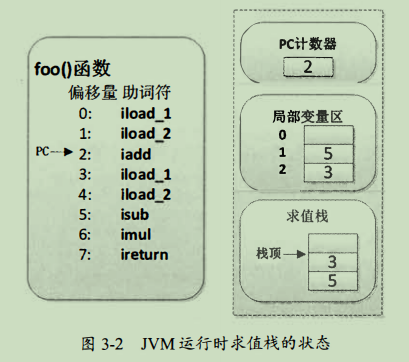 foo()函数
偏移量 助词符
0: iload_1
1: iload_2
PC 2: iadd
3: iload_1
4: iload_2
5: isub
6: imul
7: ireturn
PC计数器
2
局部变量区
0
1 5
2 3
求值栈
栈顶
3
5
图 3-2 JVM运行时求值栈的状态